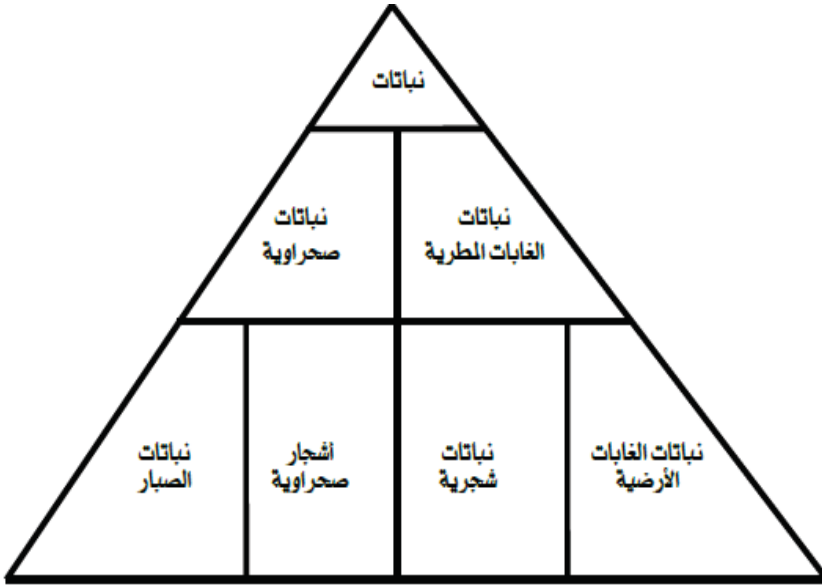 نباتات
نباتات
الغابات المطرية
نباتات
صحراوية
نباتات الغابات
الأرضية
نباتات
شجرية
أشجار
صحراوية
نباتات
الصبار